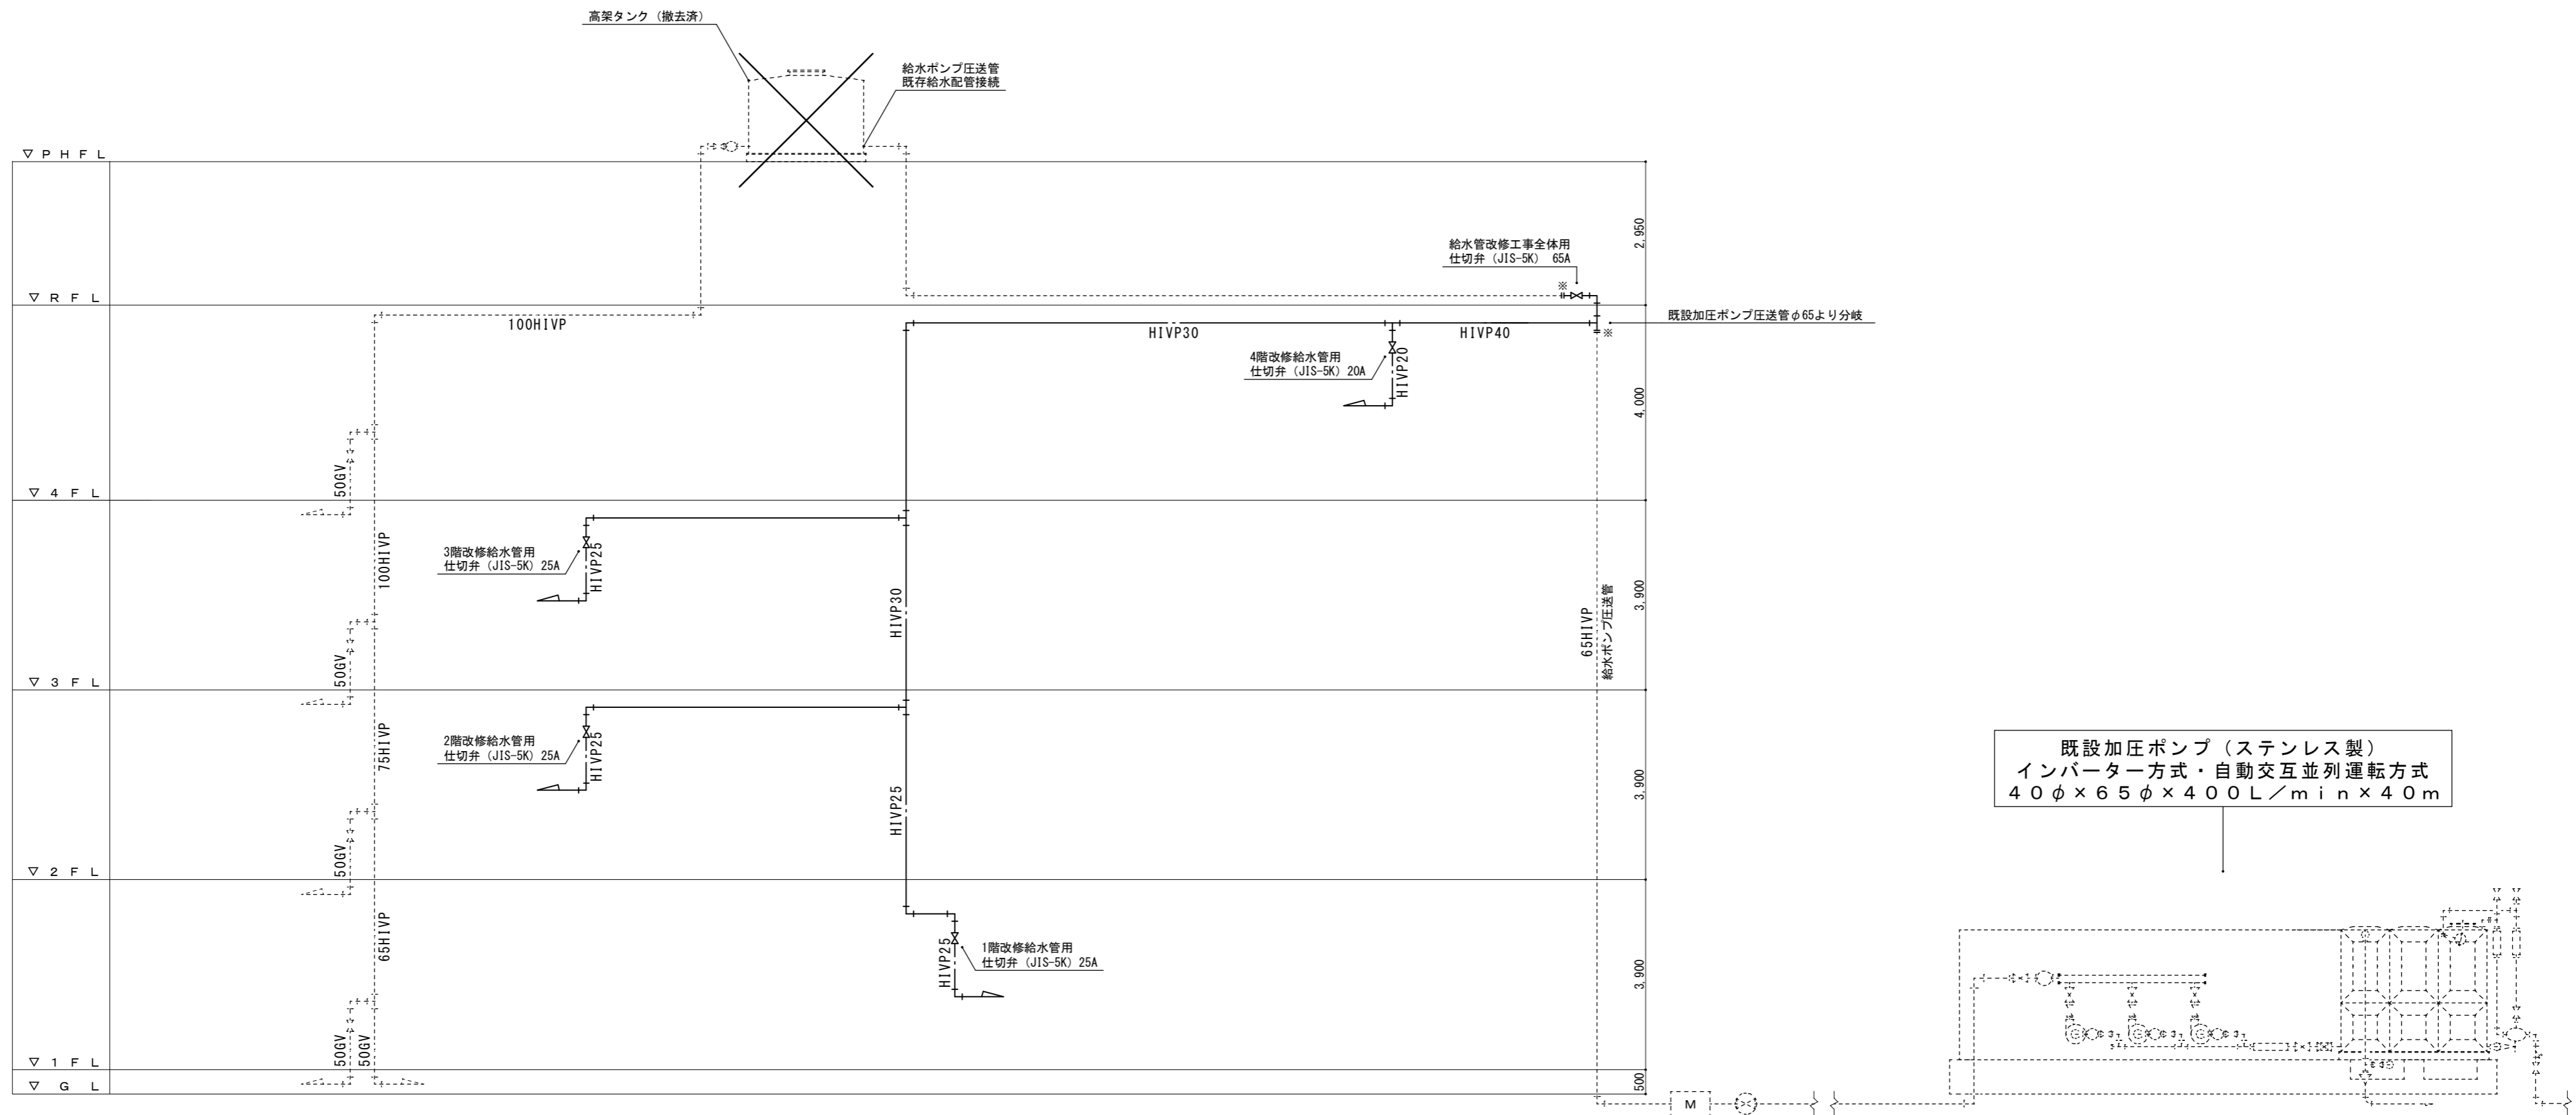 高架タンク（撤去済）
給水ポンプ圧送管
既存給水配管接続
▽ＰＨＦＬ
2,950
給水管改修工事全体用
仕切弁（JIS-5K） 65A
※
▽ＲＦＬ
100HIVP
HIVP30
HIVP40
※
既設加圧ポンプ圧送管φ65より分岐
4階改修給水管用
仕切弁（JIS-5K）20A
HIVP20
4,000
50GV
▽４ＦＬ
100HIVP
3階改修給水管用
仕切弁（JIS-5K）25A
HIVP25
HIVP30
65HIVP
給水ポンプ圧送管
3,900
50GV
▽３ＦＬ
75HIVP
2階改修給水管用
仕切弁（JIS-5K）25A
HIVP25
HIVP25
3,900
既設加圧ポンプ（ステンレス製）
インバーター方式・自動交互並列運転方式
４０φ×６５φ×４００Ｌ／ｍｉｎ×４０ｍ
50GV
▽２ＦＬ
65HIVP
HIVP25
1階改修給水管用
仕切弁（JIS-5K）25A
3,900
50GV
50GV
▽１ＦＬ
500
▽ＧＬ
M